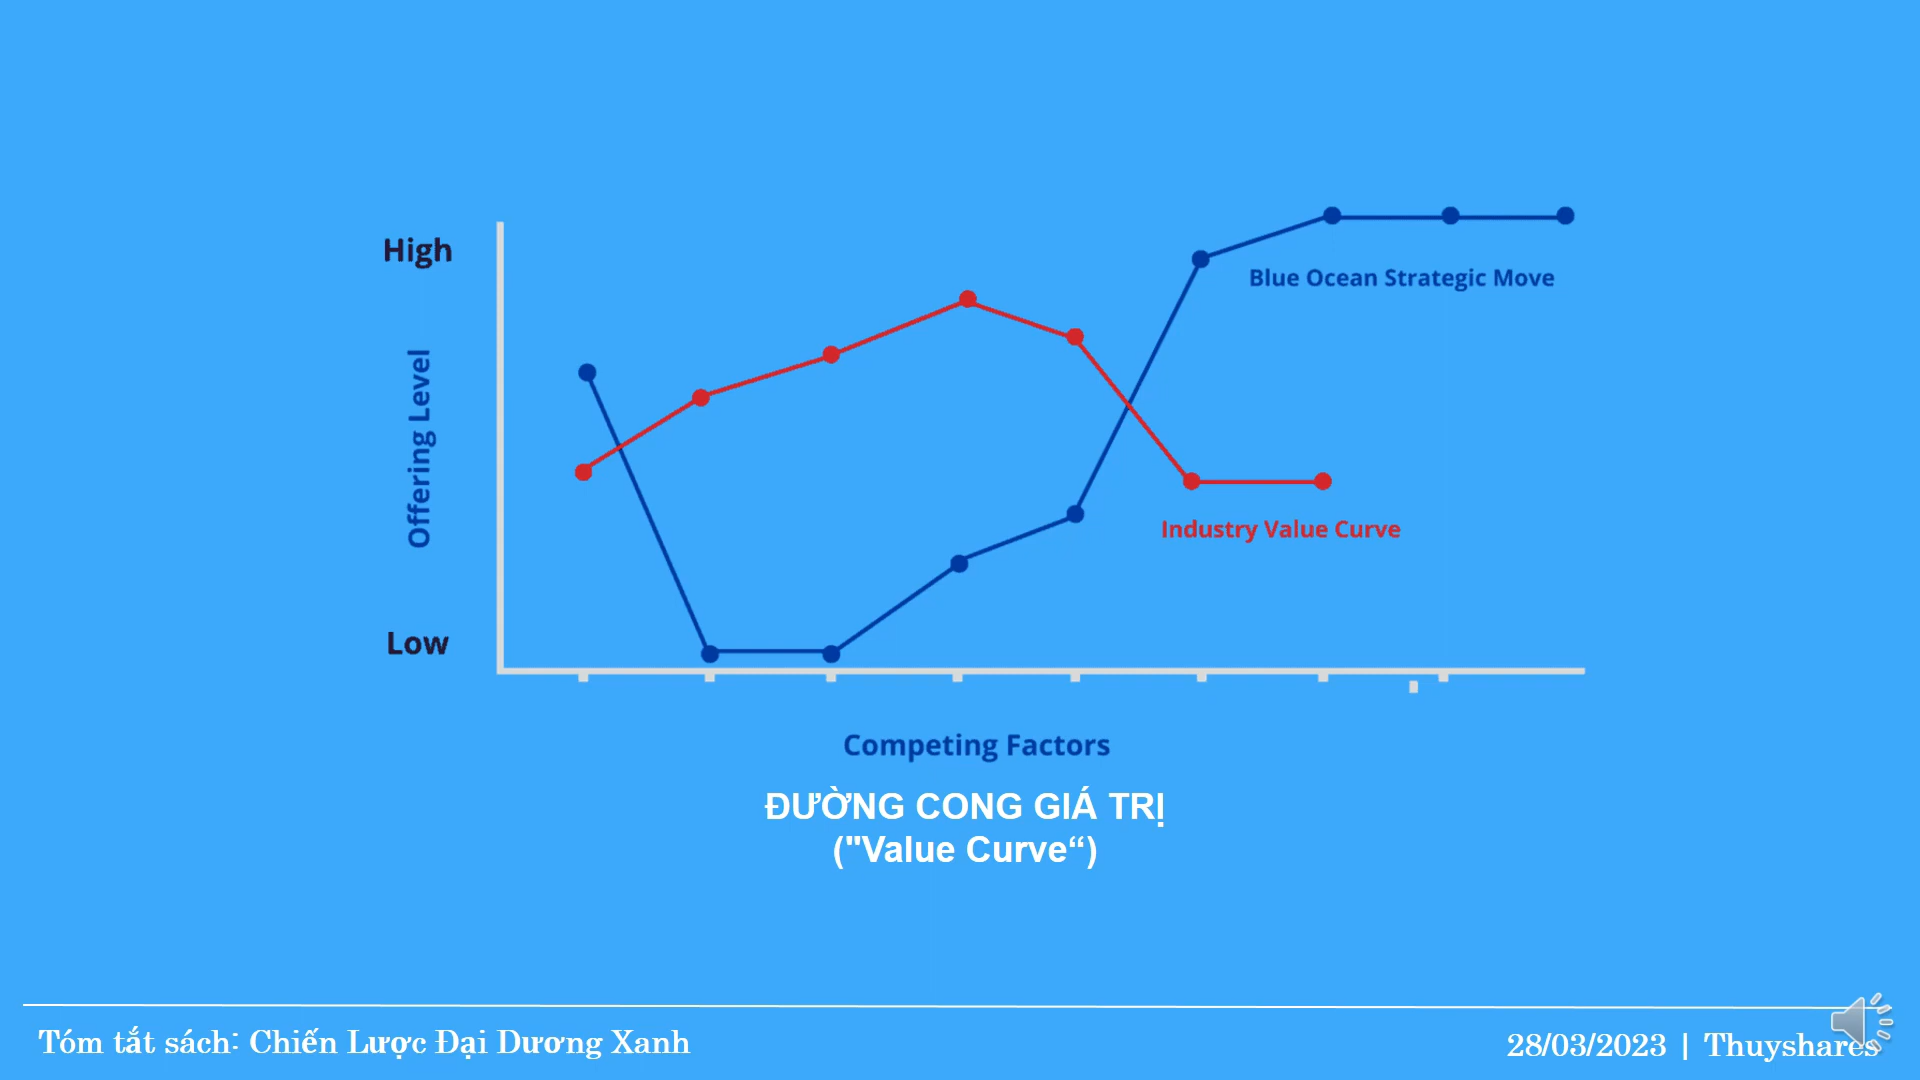 High
Blue Ocean Strategic Move
Offering Level
Industry Value Curve
Low
Competing Factors
ĐƯỜNG CONG GIÁ TRỊ
("Value Curve“)
Tóm tắt sách: Chiến Lược Đại Dương Xanh
28/03/2023 | Thuyshares